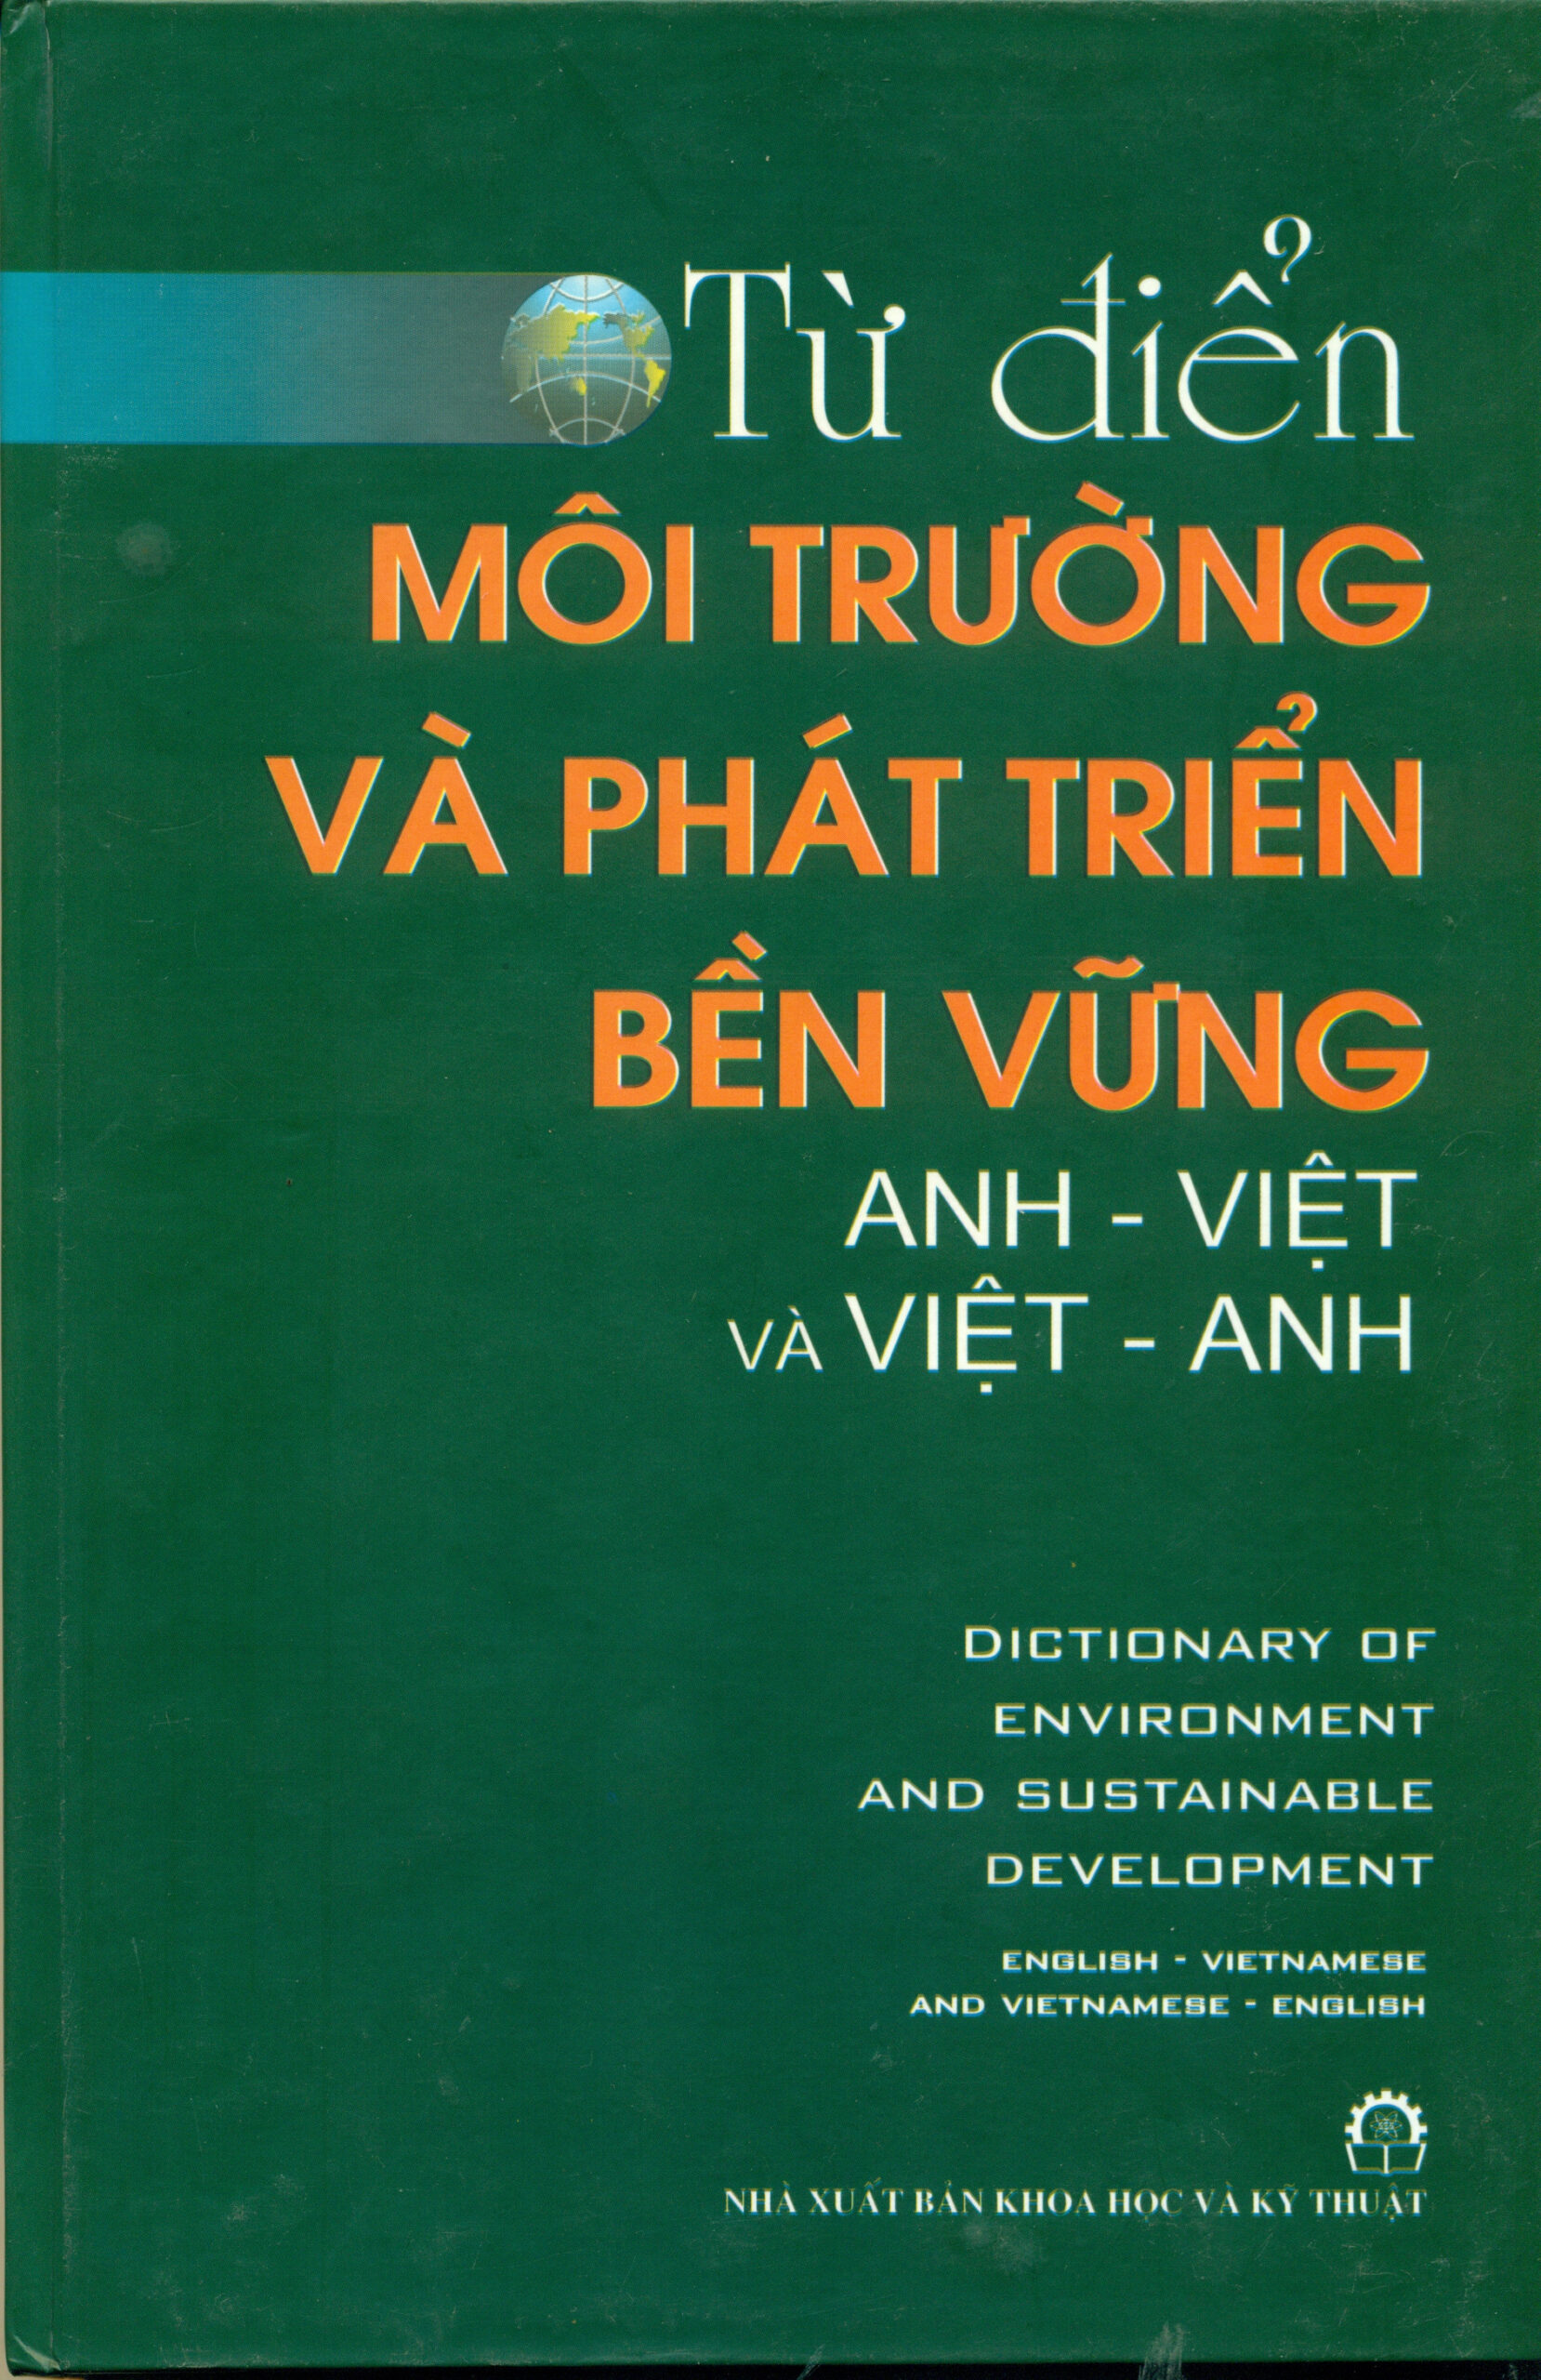 Từ điển
MÔI TRƯỜNG
VÀ PHÁT TRIỂN
BỀN VỮNG
ANH - VIỆT
VÀ VIỆT - ANH
DICTIONARY OF
ENVIRONMENT
AND SUSTAINABLE
DEVELOPMENT
ENGLISH - VIETNAMESE
AND VIETNAMESE - ENGLISH
NHÀ XUẤT BẢN KHOA HỌC VÀ KỸ THUẬT